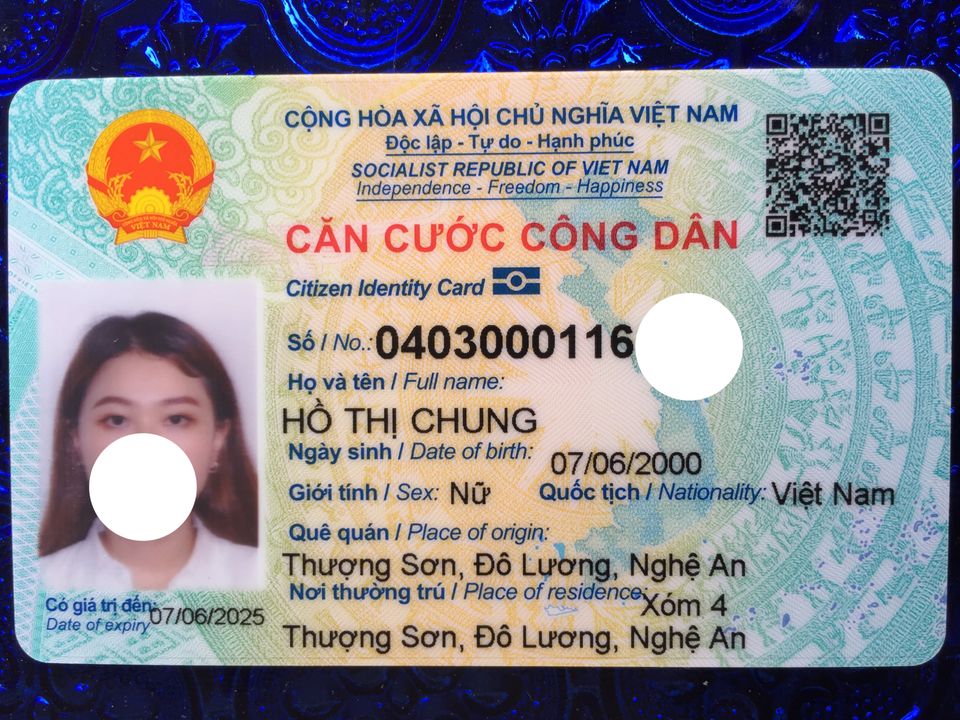 CỘNG HÒA XÃ HỘI CHỦ NGHĨA VIỆT NAM
Độc lập - Tự do - Hạnh phúc
SOCIALIST REPUBLIC OF VIET NAM
Independence - Freedom - Happiness
CĂN CƯỚC CÔNG DÂN
Citizen Identity Card
VIỆT NAM
Số / No.: 0403000116
Họ và tên / Full name:
HỒ THỊ CHUNG
Ngày sinh / Date of birth: 07/06/2000
Giới tính / Sex: Nữ Quốc tịch / Nationality: Việt Nam
Quê quán / Place of origin:
Thượng Sơn, Đô Lương, Nghệ An
Nơi thường trú / Place of residence: Xóm 4
Thượng Sơn, Đô Lương, Nghệ An
Có giá trị đến: 07/06/2025
Date of expiry